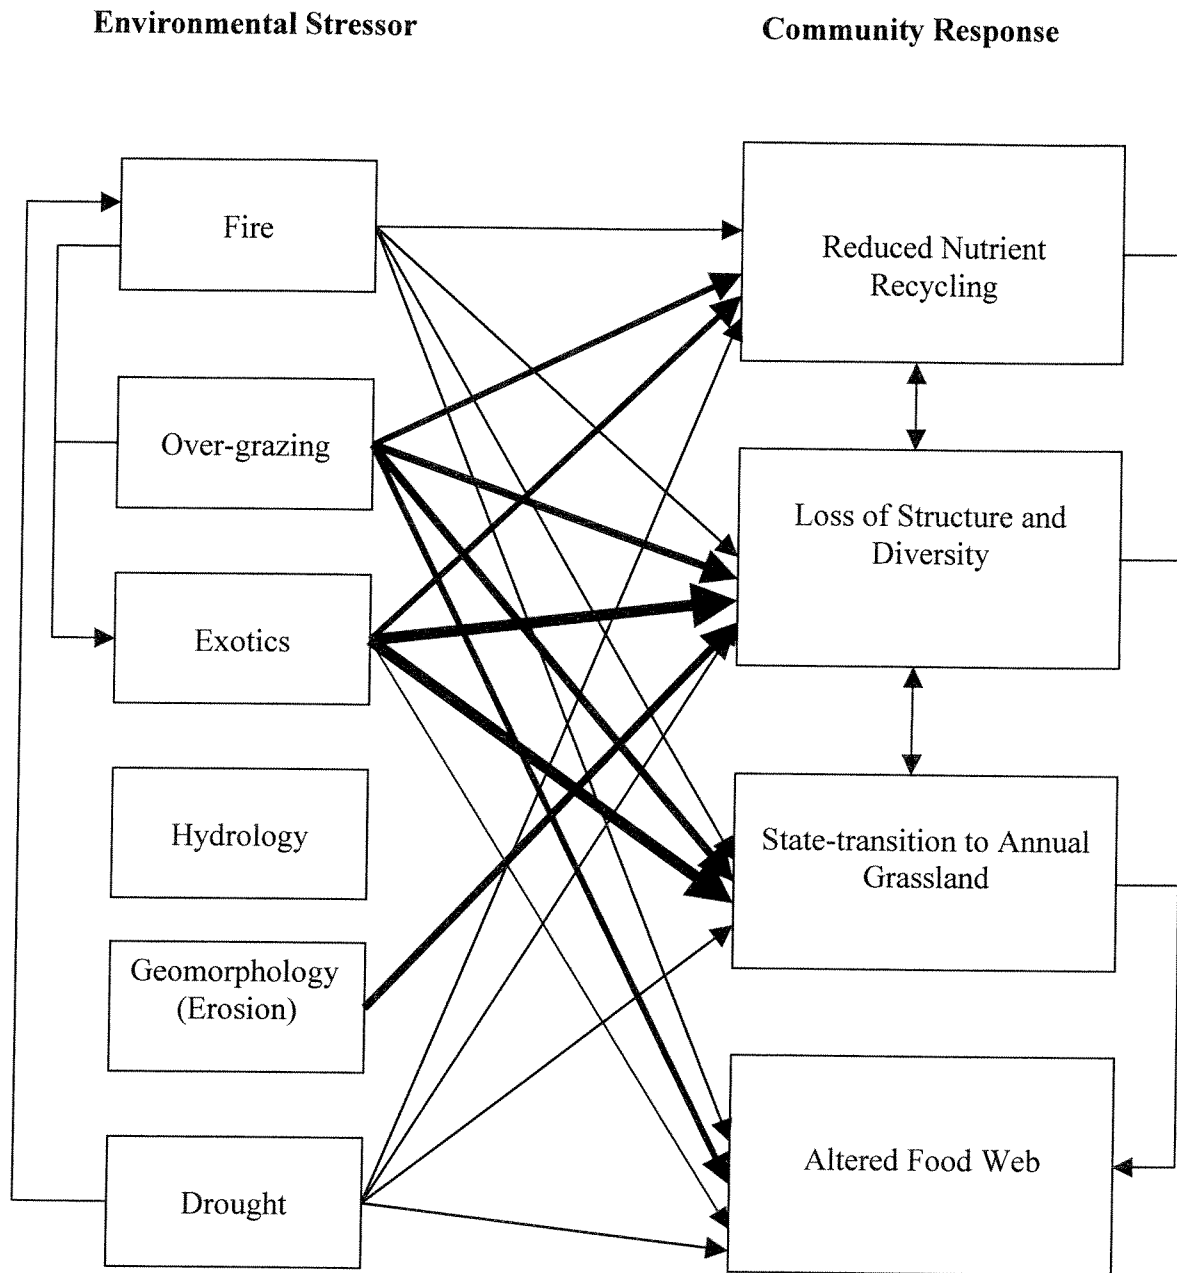 Environmental Stressor
Community Response
Fire
Over-grazing
Exotics
Hydrology
Geomorphology
(Erosion)
Drought
Reduced Nutrient
Recycling
Loss of Structure and
Diversity
State-transition to Annual
Grassland
Altered Food Web